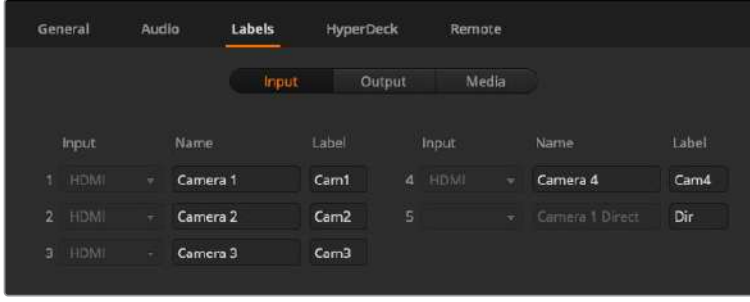 General Audio Labels HyperDeck Remote
Input Output Media
Input Name Label Input Name Label
1 HDMI Camera 1 Cam1 4 HDMI Camera 4 Cam4
2 HDMI Camera 2 Cam2 5 Camera 1 Direct Dir
3 HDMI Camera 3 Cam3